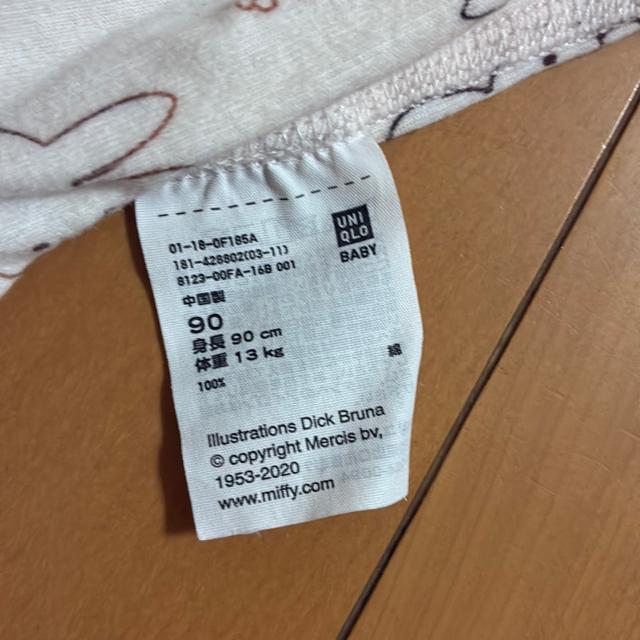 UNI
QLO
BABY
01-18-0F185A
181-428802(03-11)
8123-00FA-16B 001
中国製
90
身長 90 cm
体重 13 kg
綿
100%
Illustrations Dick Bruna
© copyright Mercis bv,
1953-2020
www.miffy.com